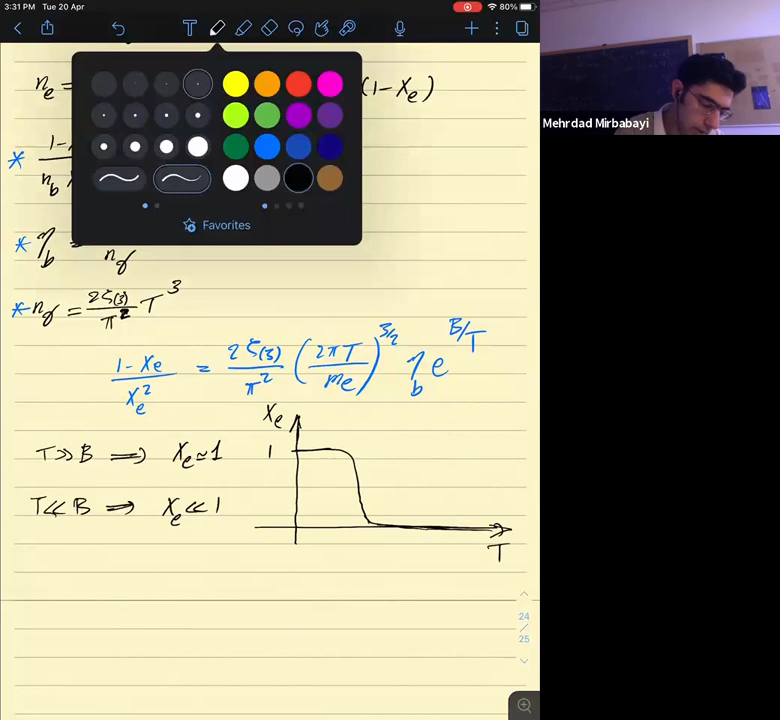 3:31 PM Tue 20 Apr
80%
n_e = (1 - X_e)
* 1 -
n_b
* η_b =
n_γ
* n_γ = 2ζ(3)/π² T³
(1 - X_e)/X_e² = 2ζ(3)/π² (2πT/m_e)^{3/2} η_b e^{B/T}
T ≫ B ⟹ X_e ≃ 1
T ≪ B ⟹ X_e ≪ 1
X_e
1
T
Favorites
24
/
25
Mehrdad Mirbabayi